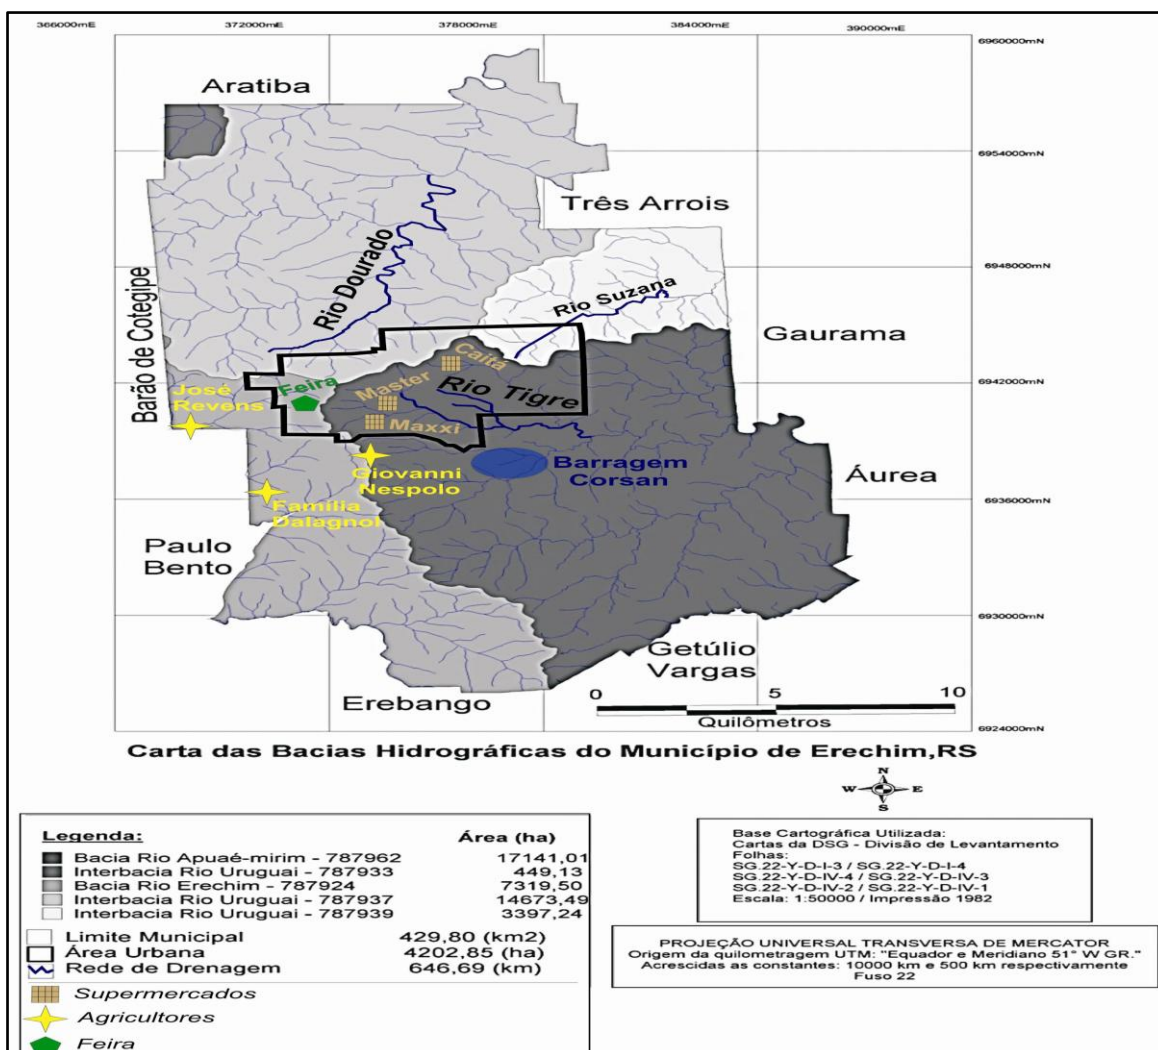 366000mE 372000mE 378000mE 384000mE 390000mE
6960000mN
Aratiba
6954000mN
Três Arrois
6948000mN
Rio Dourado
Rio Suzana
Barão de Cotegipe
Gaurama
Caitá
6942000mN
Feira
José
Revens
Master
Rio Tigre
Maxxi
Giovanni
Nespolo
Barragem
Corsan
Áurea
6936000mN
Família
Dalagnol
Paulo
Bento
6930000mN
Getúlio
Vargas
Erebango
0 5 10
Quilômetros
6924000mN
Carta das Bacias Hidrográficas do Município de Erechim,RS
N
W E
S
Legenda: Área (ha)
Bacia Rio Apuaé-mirim - 787962 17141,01
Interbacia Rio Uruguai - 787933 449,13
Bacia Rio Erechim - 787924 7319,50
Interbacia Rio Uruguai - 787937 14673,49
Interbacia Rio Uruguai - 787939 3397,24
Limite Municipal 429,80 (km2)
Área Urbana 4202,85 (ha)
Rede de Drenagem 646,69 (km)
Supermercados
Agricultores
Feira
Base Cartográfica Utilizada:
Cartas da DSG - Divisão de Levantamento
Folhas:
SG.22-Y-D-I-3 / SG.22-Y-D-I-4
SG.22-Y-D-IV-4 / SG.22-Y-D-IV-3
SG.22-Y-D-IV-2 / SG.22-Y-D-IV-1
Escala: 1:50000 / Impressão 1982
PROJEÇÃO UNIVERSAL TRANSVERSA DE MERCATOR
Origem da quilometragem UTM: "Equador e Meridiano 51° W GR."
Acrescidas as constantes: 10000 km e 500 km respectivamente
Fuso 22